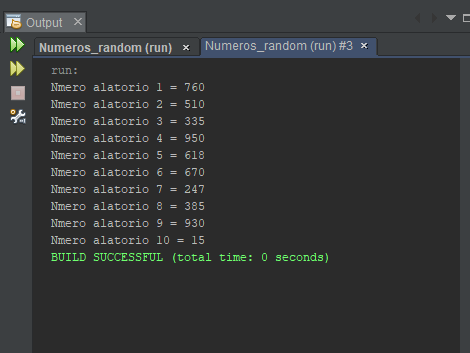 Output
Numeros_random (run)
Numeros_random (run) #3
run:
Nmero alatorio 1 = 760
Nmero alatorio 2 = 510
Nmero alatorio 3 = 335
Nmero alatorio 4 = 950
Nmero alatorio 5 = 618
Nmero alatorio 6 = 670
Nmero alatorio 7 = 247
Nmero alatorio 8 = 385
Nmero alatorio 9 = 930
Nmero alatorio 10 = 15
BUILD SUCCESSFUL (total time: 0 seconds)